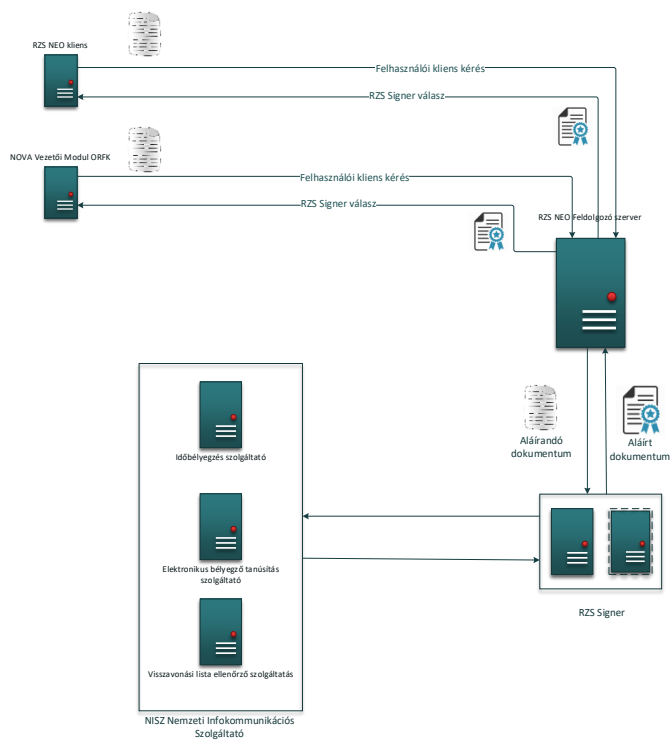 RZS NEO kliens
Felhasználói kliens kérés
RZS Signer válasz
NOVA Vezetői Modul ORFK
Felhasználói kliens kérés
RZS Signer válasz
RZS NEO Feldolgozó szerver
Időbélyegzés szolgáltató
Aláírandó
dokumentum
Aláírt
dokumentum
Elektronikus bélyegző tanúsítás
szolgáltató
RZS Signer
Visszavonási lista ellenőrző szolgáltatás
NISZ Nemzeti Infokommunikációs
Szolgáltató